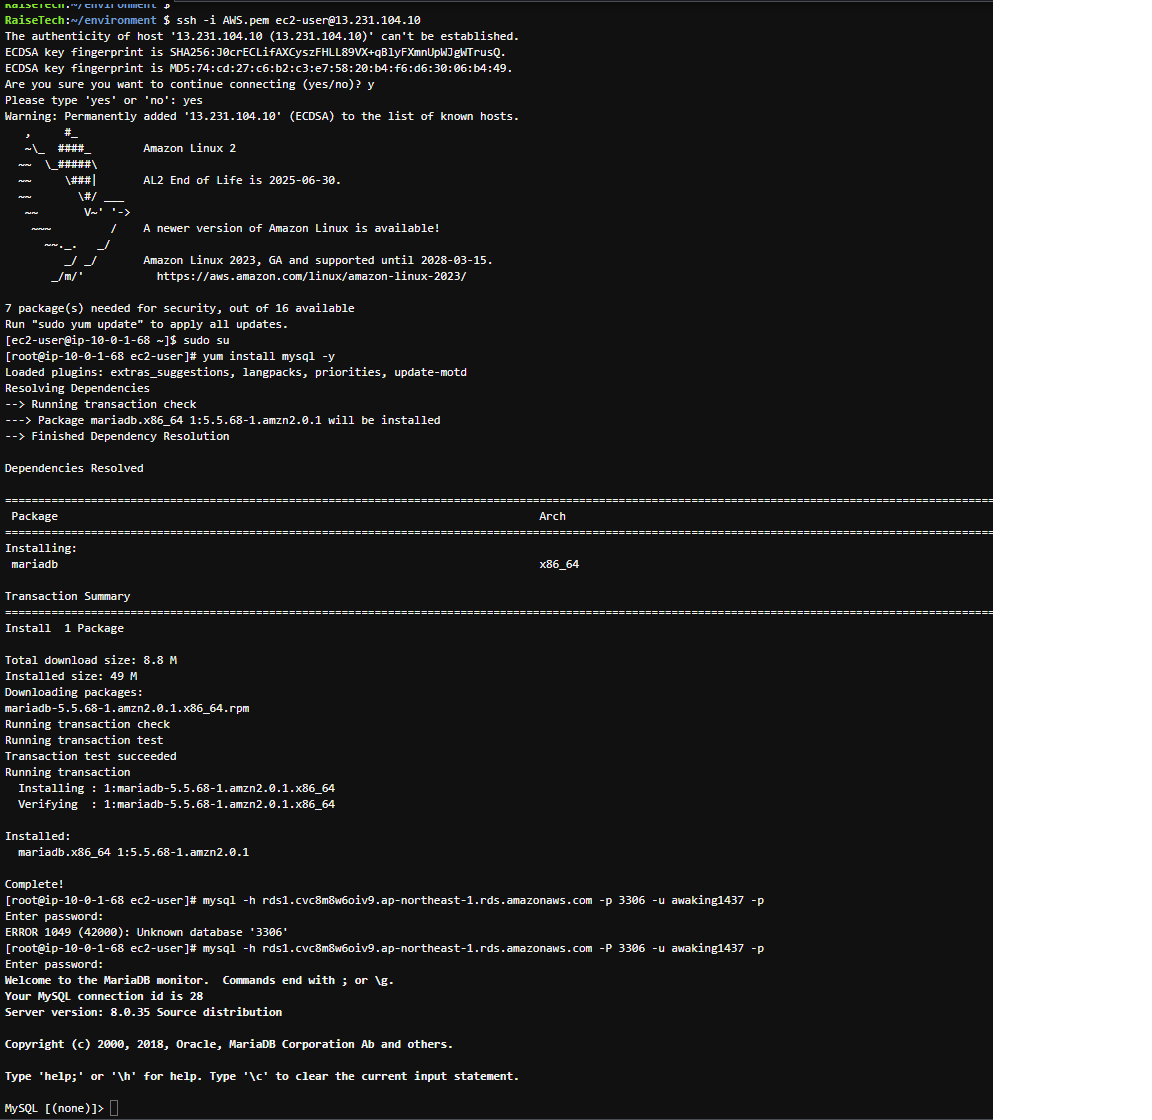 RaiseTech:~/environment $
RaiseTech:~/environment $ ssh -i AWS.pem ec2-user@13.231.104.10
The authenticity of host '13.231.104.10 (13.231.104.10)' can't be established.
ECDSA key fingerprint is SHA256:J0crECLifAXCyszFHLL89VX+qBlyFXmnUpWJgWTrusQ.
ECDSA key fingerprint is MD5:74:cd:27:c6:b2:c3:e7:58:20:b4:f6:d6:30:06:b4:49.
Are you sure you want to continue connecting (yes/no)? y
Please type 'yes' or 'no': yes
Warning: Permanently added '13.231.104.10' (ECDSA) to the list of known hosts.
   ,     #_
   ~\_  ####_        Amazon Linux 2
  ~~  \_#####\
  ~~     \###|       AL2 End of Life is 2025-06-30.
  ~~       \#/ ___
   ~~       V~' '->
    ~~~         /    A newer version of Amazon Linux is available!
      ~~._.   _/
         _/ _/       Amazon Linux 2023, GA and supported until 2028-03-15.
       _/m/'           https://aws.amazon.com/linux/amazon-linux-2023/
7 package(s) needed for security, out of 16 available
Run "sudo yum update" to apply all updates.
[ec2-user@ip-10-0-1-68 ~]$ sudo su
[root@ip-10-0-1-68 ec2-user]# yum install mysql -y
Loaded plugins: extras_suggestions, langpacks, priorities, update-motd
Resolving Dependencies
--> Running transaction check
---> Package mariadb.x86_64 1:5.5.68-1.amzn2.0.1 will be installed
--> Finished Dependency Resolution
Dependencies Resolved
Package Arch
Installing:
mariadb x86_64
Transaction Summary
Install  1 Package
Total download size: 8.8 M
Installed size: 49 M
Downloading packages:
mariadb-5.5.68-1.amzn2.0.1.x86_64.rpm
Running transaction check
Running transaction test
Transaction test succeeded
Running transaction
  Installing : 1:mariadb-5.5.68-1.amzn2.0.1.x86_64
  Verifying  : 1:mariadb-5.5.68-1.amzn2.0.1.x86_64
Installed:
  mariadb.x86_64 1:5.5.68-1.amzn2.0.1
Complete!
[root@ip-10-0-1-68 ec2-user]# mysql -h rds1.cvc8m8w6oiv9.ap-northeast-1.rds.amazonaws.com -p 3306 -u awaking1437 -p
Enter password:
ERROR 1049 (42000): Unknown database '3306'
[root@ip-10-0-1-68 ec2-user]# mysql -h rds1.cvc8m8w6oiv9.ap-northeast-1.rds.amazonaws.com -P 3306 -u awaking1437 -p
Enter password:
Welcome to the MariaDB monitor.  Commands end with ; or \g.
Your MySQL connection id is 28
Server version: 8.0.35 Source distribution
Copyright (c) 2000, 2018, Oracle, MariaDB Corporation Ab and others.
Type 'help;' or '\h' for help. Type '\c' to clear the current input statement.
MySQL [(none)]>